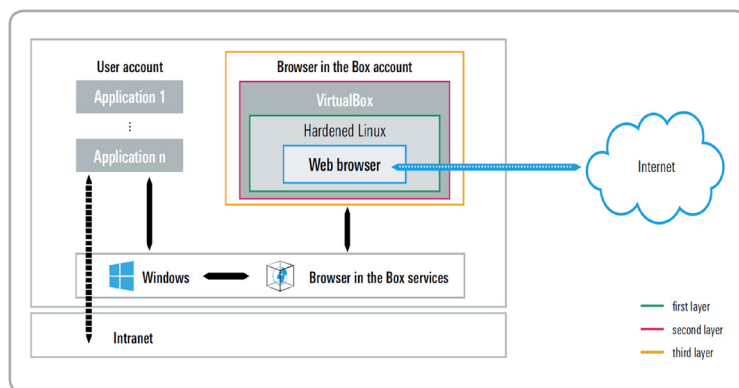 User account
Browser in the Box account
Application 1
VirtualBox
Hardened Linux
Application n
Web browser
Internet
Windows
Browser in the Box services
first layer
second layer
Intranet
third layer